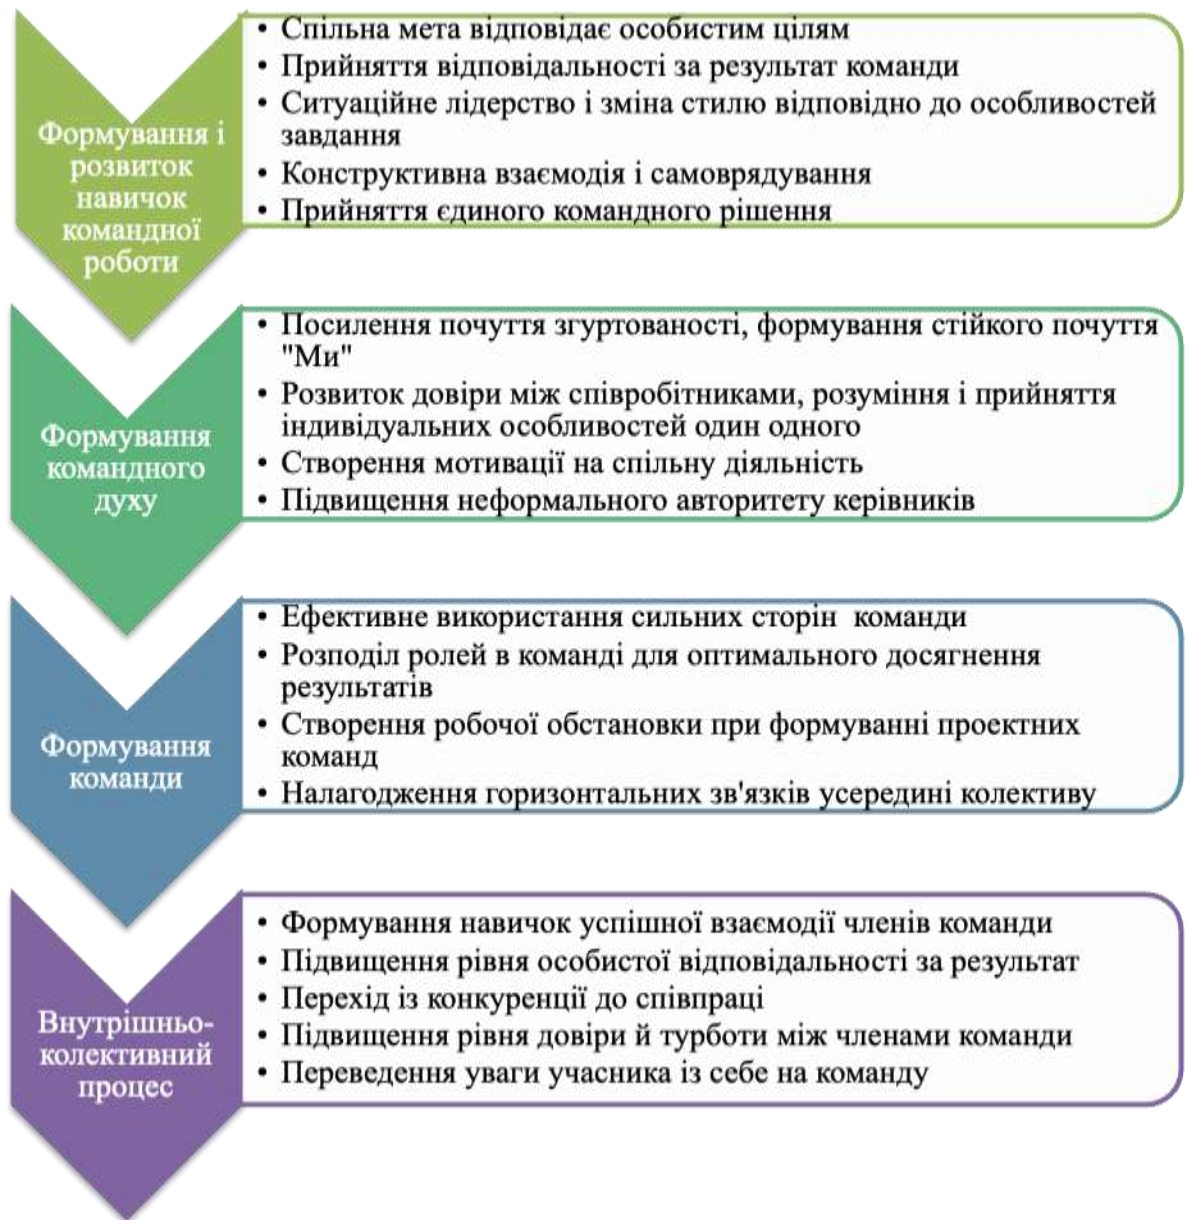 Формування і
розвиток
навичок
командної
роботи
• Спільна мета відповідає особистим цілям
• Прийняття відповідальності за результат команди
• Ситуаційне лідерство і зміна стилю відповідно до особливостей
завдання
• Конструктивна взаємодія і самоврядування
• Прийняття єдиного командного рішення
Формування
командного
духу
• Посилення почуття згуртованості, формування стійкого почуття
"Ми"
• Розвиток довіри між співробітниками, розуміння і прийняття
індивідуальних особливостей один одного
• Створення мотивації на спільну діяльність
• Підвищення неформального авторитету керівників
Формування
команди
• Ефективне використання сильних сторін  команди
• Розподіл ролей в команді для оптимального досягнення
результатів
• Створення робочої обстановки при формуванні проектних
команд
• Налагодження горизонтальних зв'язків усередині колективу
Внутрішньо-
колективний
процес
• Формування навичок успішної взаємодії членів команди
• Підвищення рівня особистої відповідальності за результат
• Перехід із конкуренції до співпраці
• Підвищення рівня довіри й турботи між членами команди
• Переведення уваги учасника із себе на команду